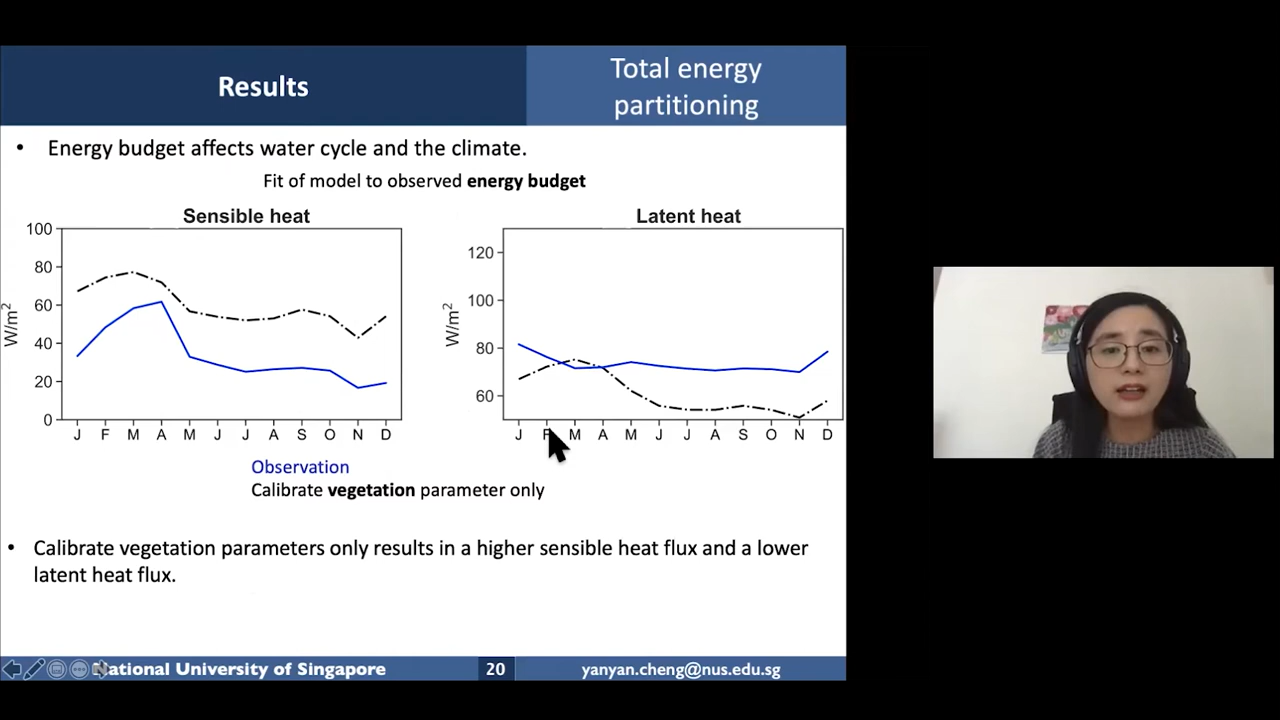 Results
Total energy
partitioning
• Energy budget affects water cycle and the climate.
Fit of model to observed energy budget
Sensible heat
100
80
60
40
20
0
W/m²
J F M A M J J A S O N D
Latent heat
120
100
80
60
W/m²
J F M A M J J A S O N D
Observation
Calibrate vegetation parameter only
• Calibrate vegetation parameters only results in a higher sensible heat flux and a lower
latent heat flux.
National University of Singapore
20
yanyan.cheng@nus.edu.sg